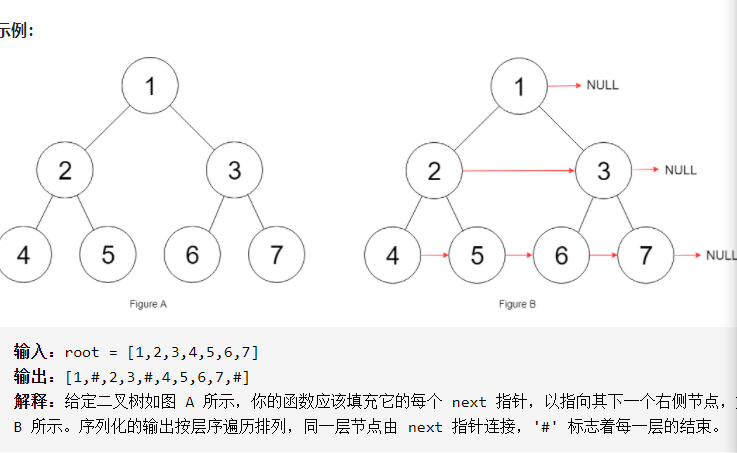 示例:
1
2 3
4 5 6 7
Figure A
1 NULL
2 3 NULL
4 5 6 7 NULL
Figure B
输入：root = [1,2,3,4,5,6,7]
输出：[1,#,2,3,#,4,5,6,7,#]
解释：给定二叉树如图 A 所示，你的函数应该填充它的每个 next 指针，以指向其下一个右侧节点，
B 所示。序列化的输出按层序遍历排列，同一层节点由 next 指针连接，'#' 标志着每一层的结束。